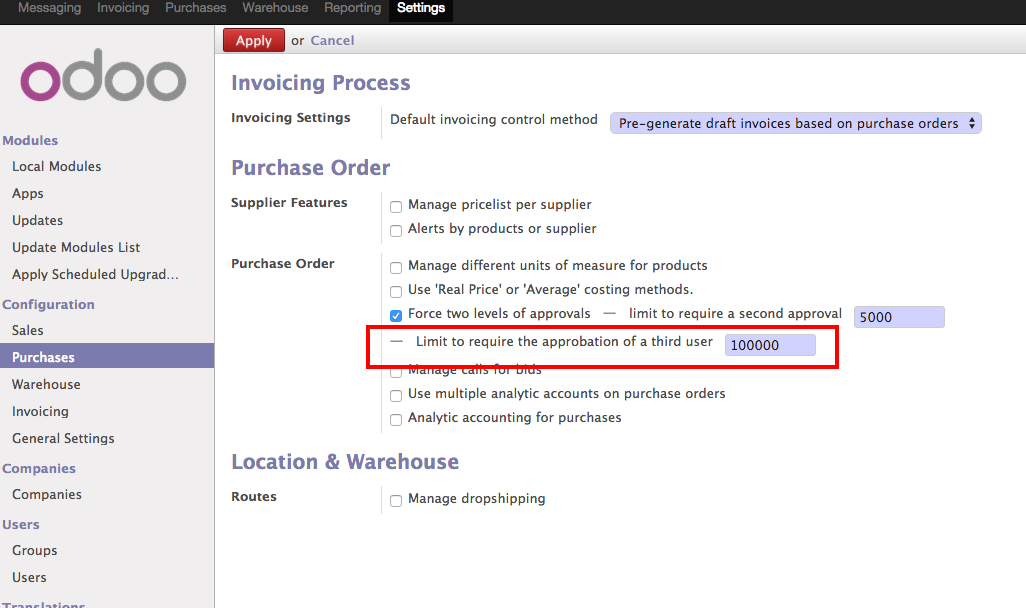 Messaging Invoicing Purchases Warehouse Reporting Settings
Apply or Cancel
odoo
Modules
Local Modules
Apps
Updates
Update Modules List
Apply Scheduled Upgrad...
Configuration
Sales
Purchases
Warehouse
Invoicing
General Settings
Companies
Companies
Users
Groups
Users
Translations
Invoicing Process
Invoicing Settings Default invoicing control method Pre-generate draft invoices based on purchase orders
Purchase Order
Supplier Features Manage pricelist per supplier
Alerts by products or supplier
Purchase Order Manage different units of measure for products
Use 'Real Price' or 'Average' costing methods.
Force two levels of approvals — limit to require a second approval 5000
— Limit to require the approbation of a third user 100000
Manage calls for bids
Use multiple analytic accounts on purchase orders
Analytic accounting for purchases
Location & Warehouse
Routes Manage dropshipping